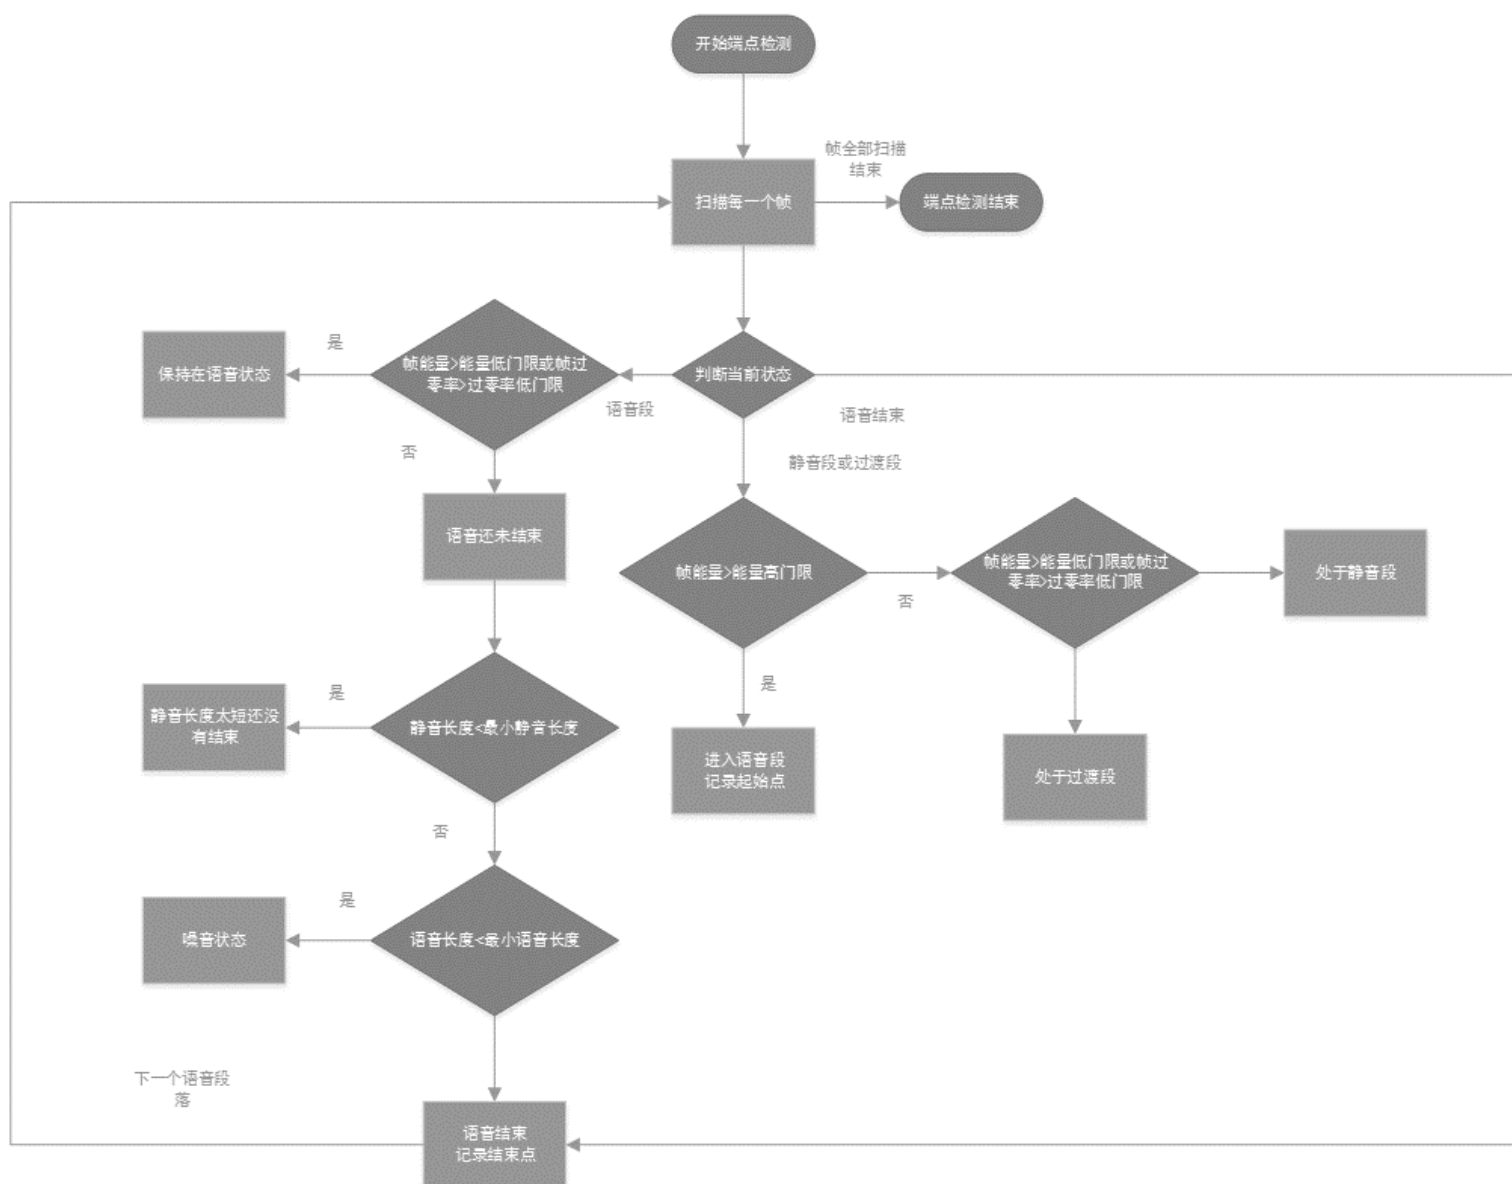 开始端点检测
帧全部扫描
结束
扫描每一个帧
端点检测结束
是
保持在语音状态
帧能量>能量低门限或帧过
零率>过零率低门限
判断当前状态
语音段
语音结束
否
静音段或过渡段
语音还未结束
帧能量>能量高门限
否
帧能量>能量低门限或帧过
零率>过零率低门限
处于静音段
是
是
静音长度太短还没
有结束
静音长度<最小静音长度
进入语音段
记录起始点
处于过渡段
否
是
噪音状态
语音长度<最小语音长度
下一个语音段
落
语音结束
记录结束点